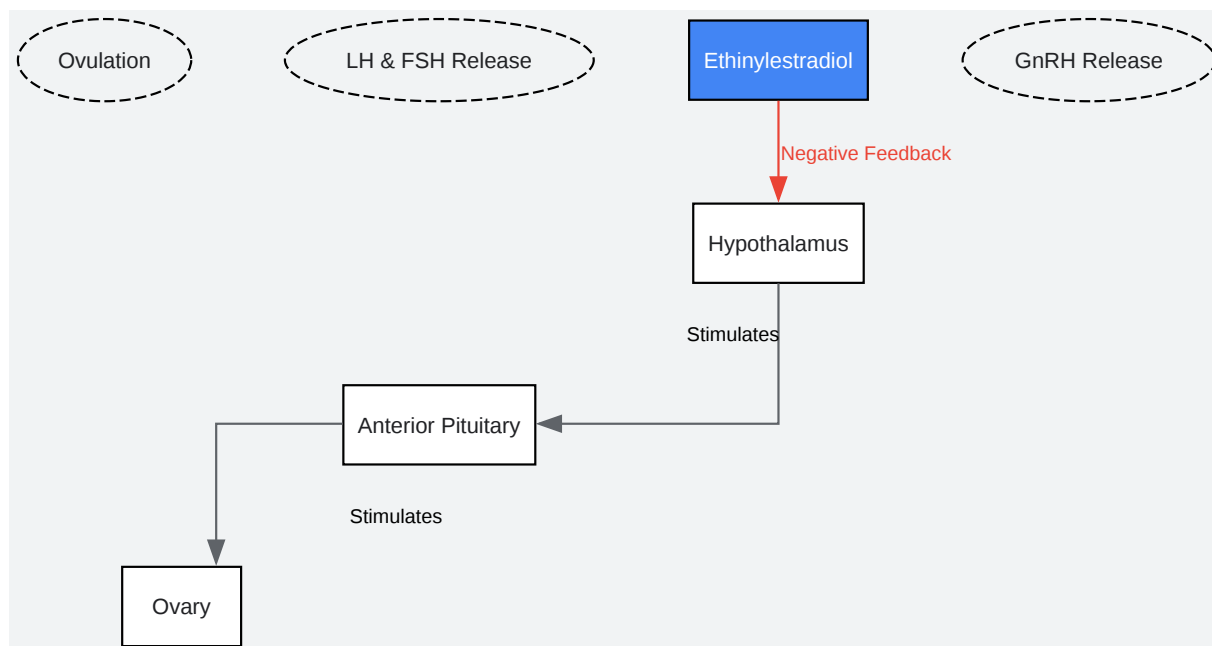 Ovulation
LH & FSH Release
Ethinylestradiol
GnRH Release
Negative Feedback
Hypothalamus
Stimulates
Anterior Pituitary
Stimulates
Ovary